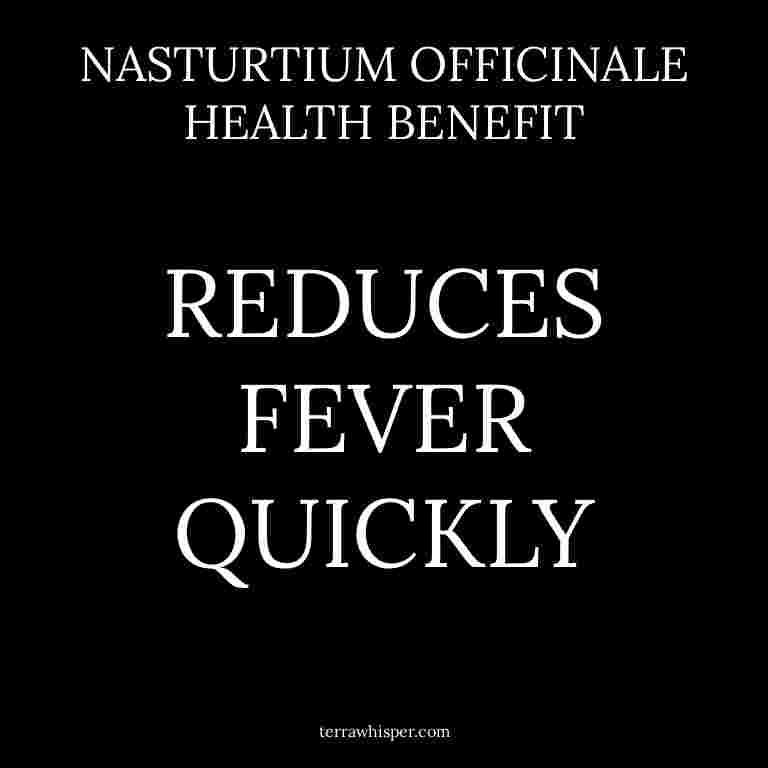 NASTURTIUM OFFICINALE
HEALTH BENEFIT
REDUCES
FEVER
QUICKLY
terrawhisper.com